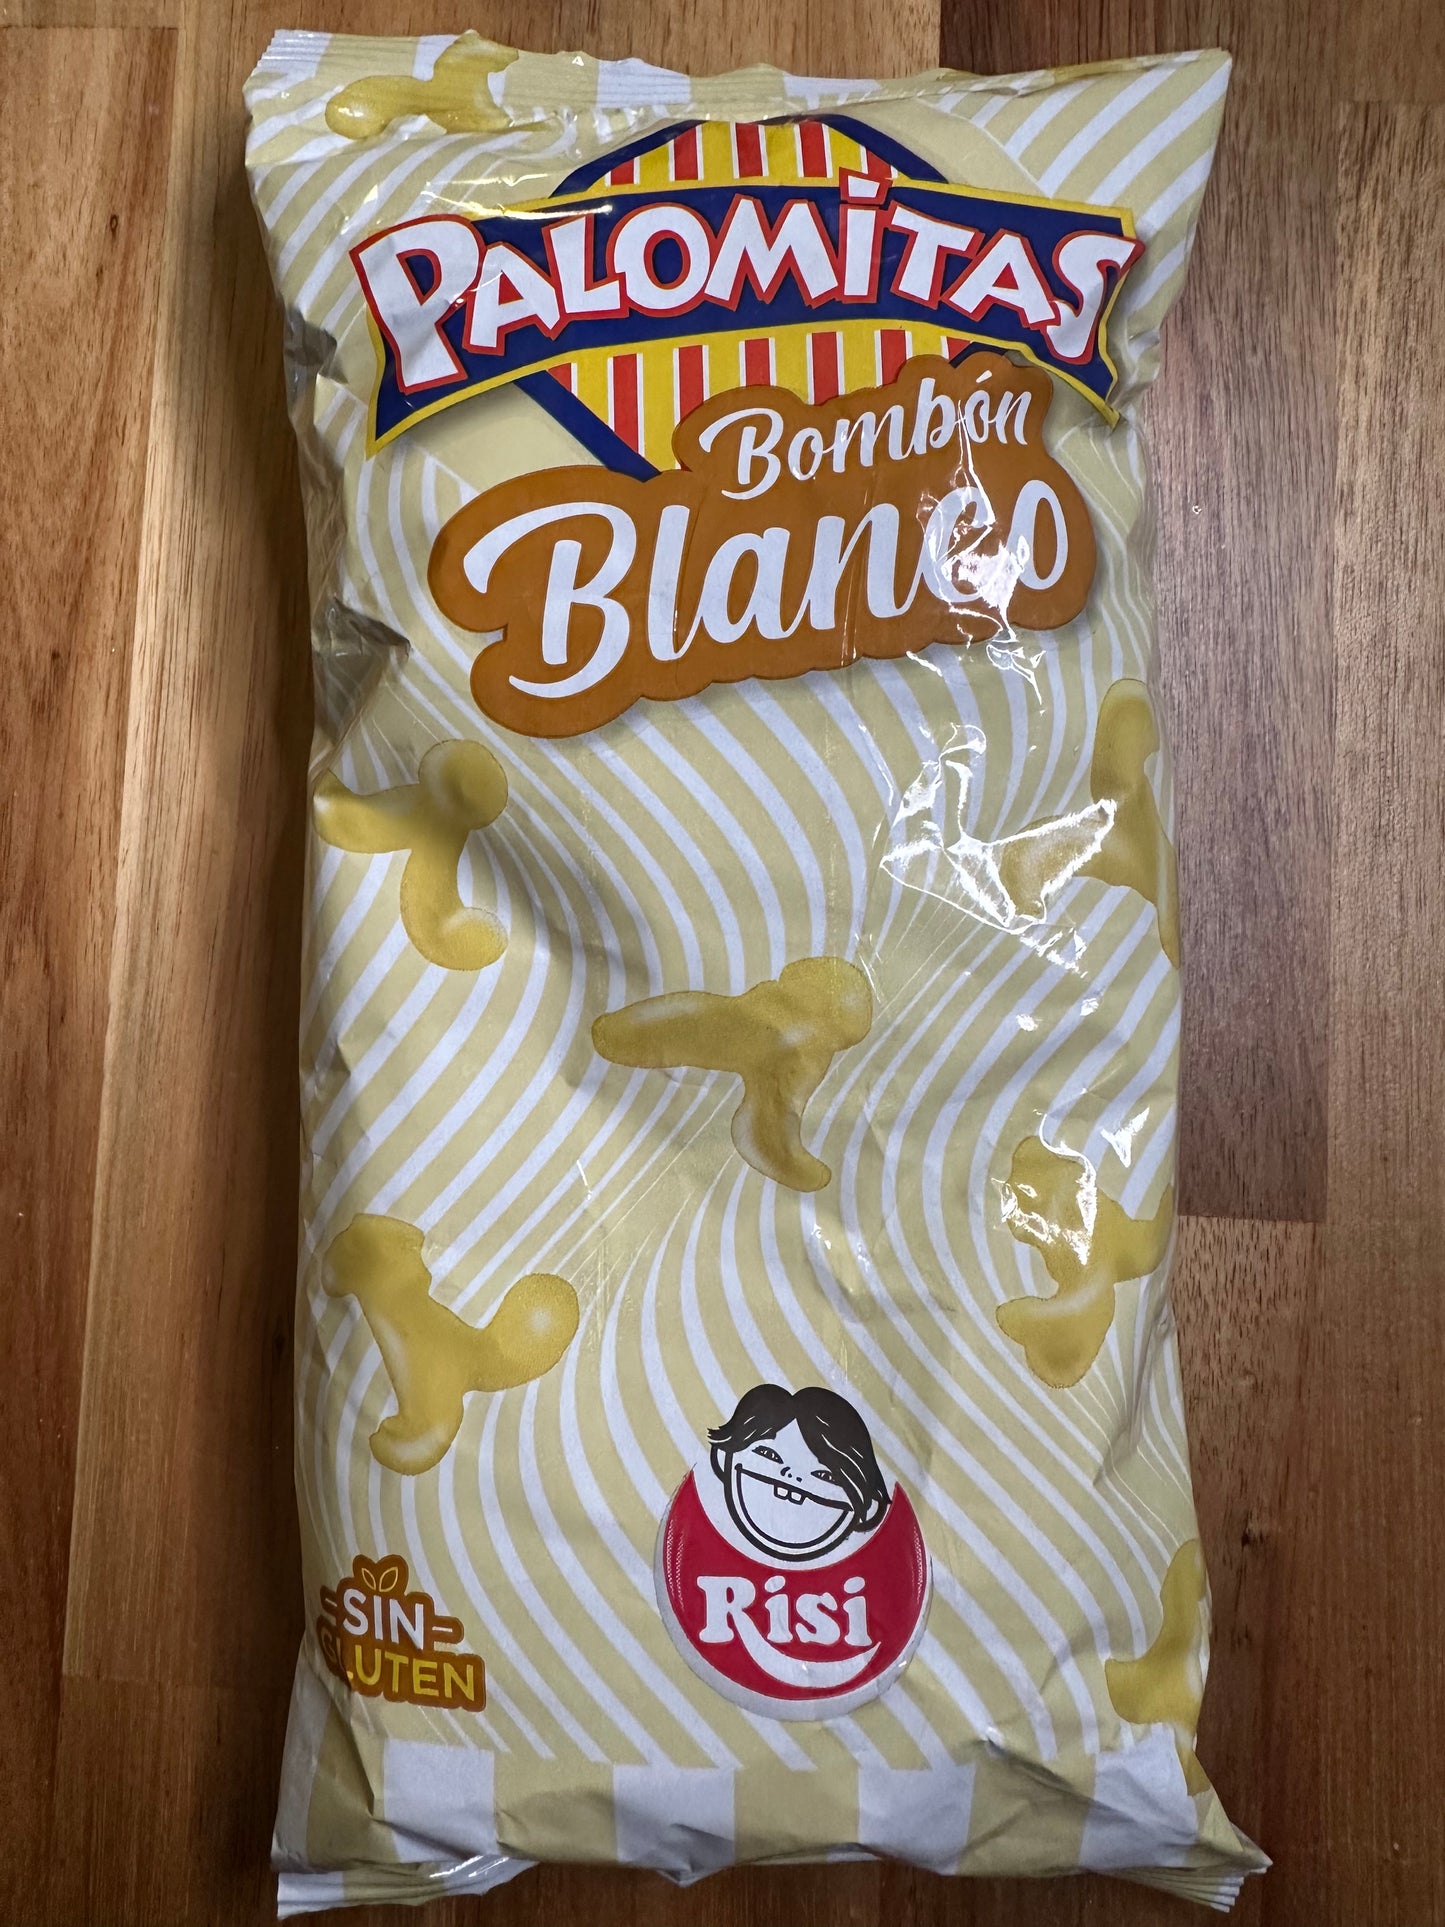 PALOMITAS
Bombón
Blanco
SIN
GLUTEN
Risi